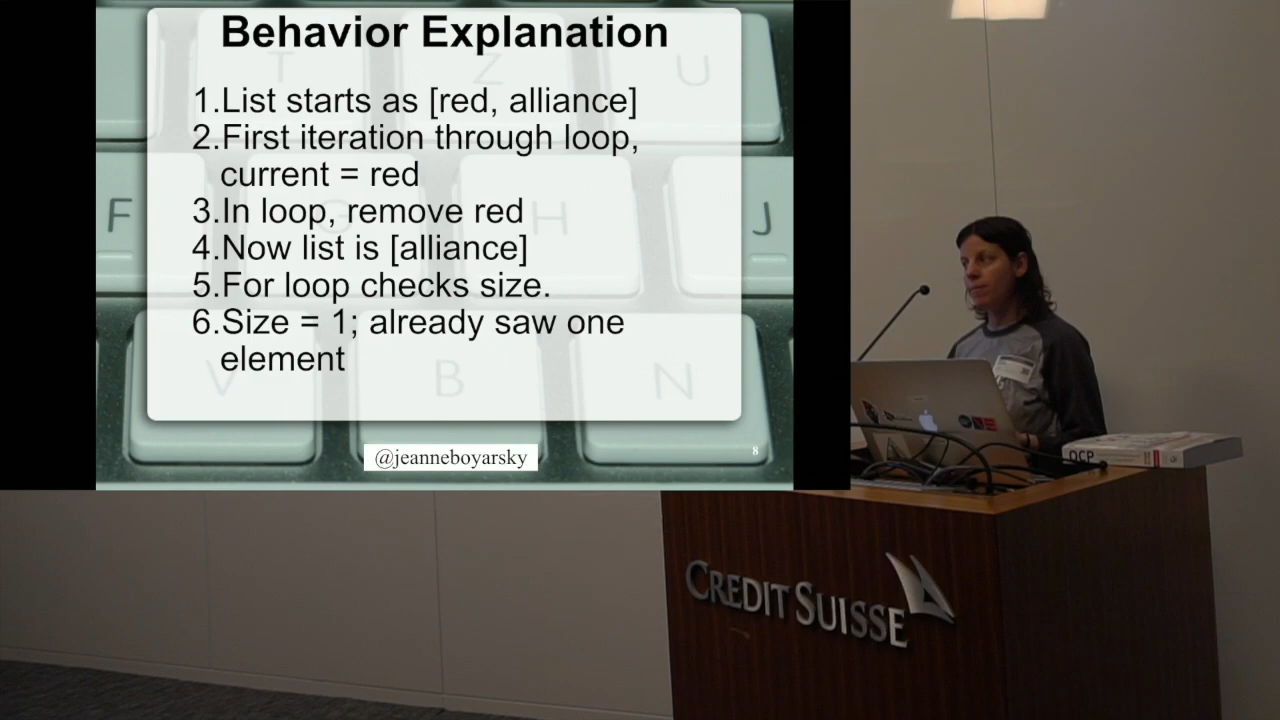 Behavior Explanation
1.List starts as [red, alliance]
2.First iteration through loop,
current = red
3.In loop, remove red
4.Now list is [alliance]
5.For loop checks size.
6.Size = 1; already saw one
element
T
Z
U
F
G
H
J
V
B
N
@jeanneboyarsky
8
OCP
CREDIT SUISSE